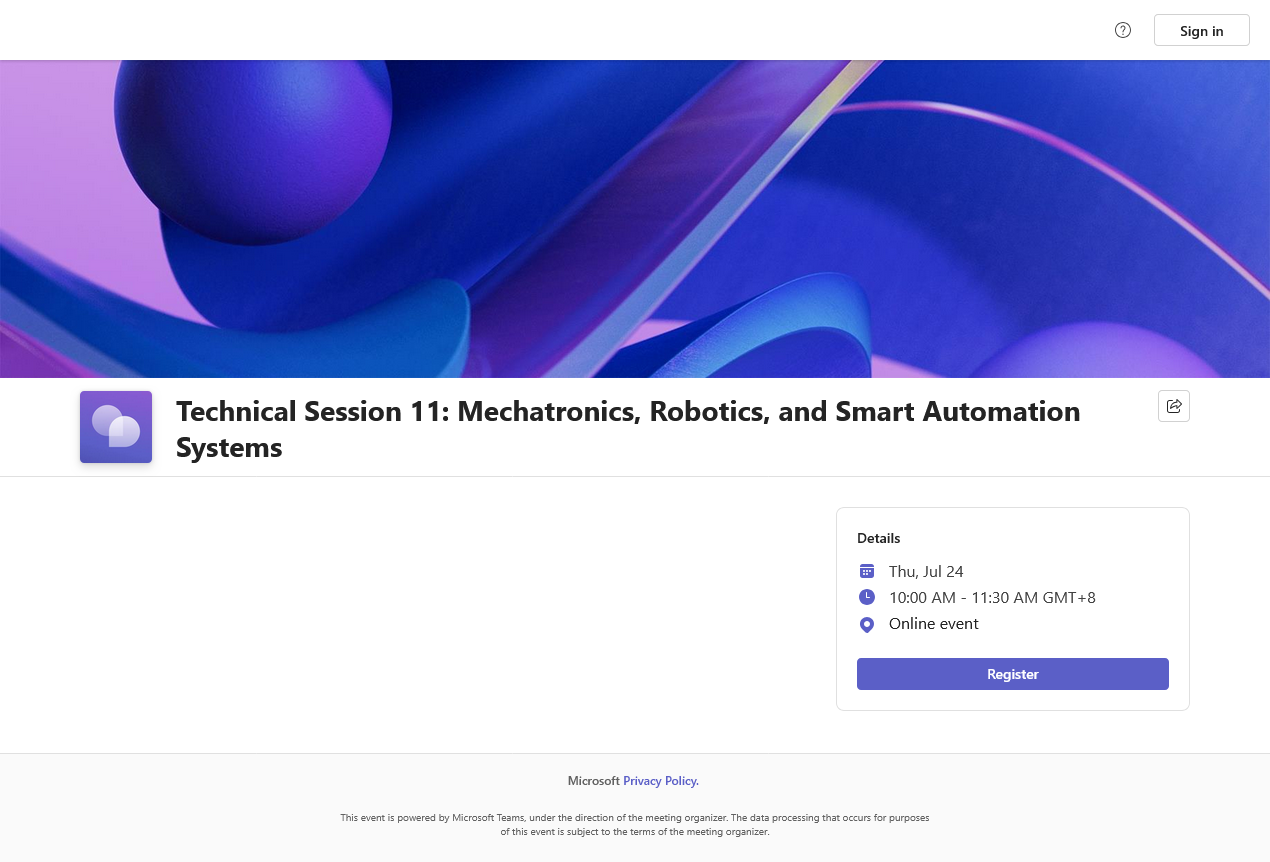 Sign in
Technical Session 11: Mechatronics, Robotics, and Smart Automation
Systems
Details
Thu, Jul 24
10:00 AM - 11:30 AM GMT+8
Online event
Register
Microsoft Privacy Policy.
This event is powered by Microsoft Teams, under the direction of the meeting organizer. The data processing that occurs for purposes
of this event is subject to the terms of the meeting organizer.